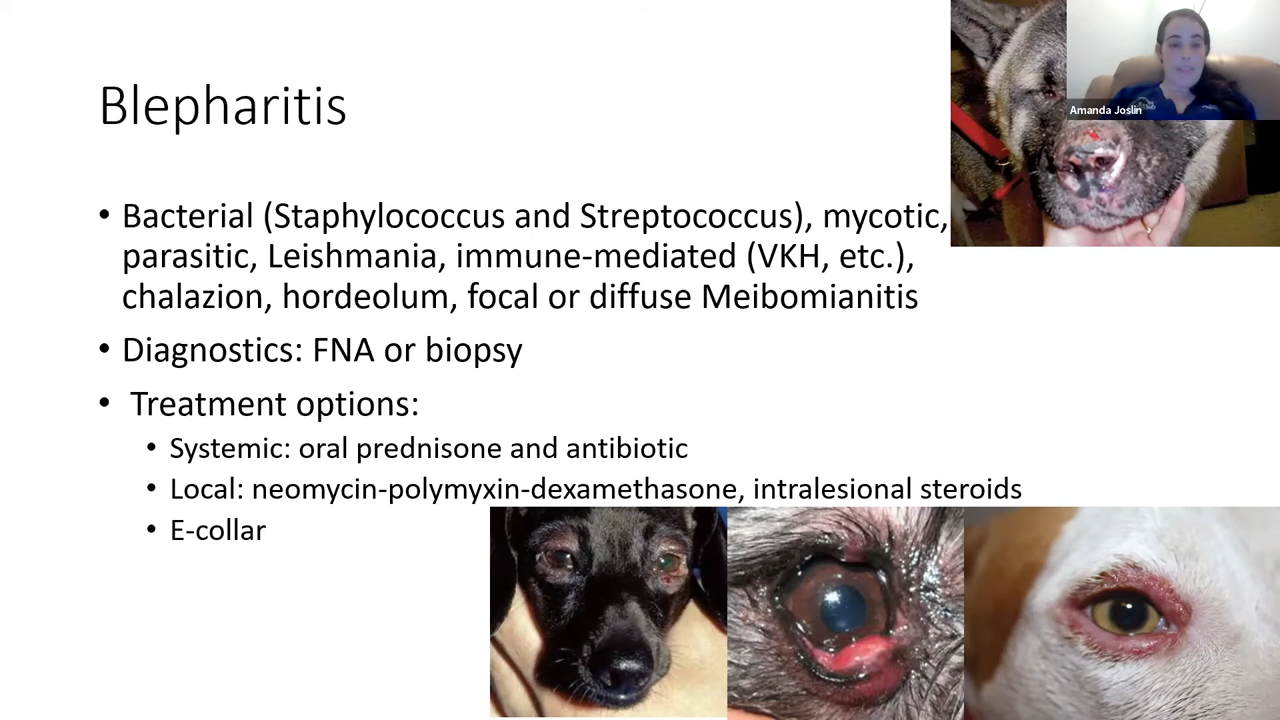 Blepharitis
Amanda Joslin
• Bacterial (Staphylococcus and Streptococcus), mycotic,
parasitic, Leishmania, immune-mediated (VKH, etc.),
chalazion, hordeolum, focal or diffuse Meibomianitis
• Diagnostics: FNA or biopsy
• Treatment options:
• Systemic: oral prednisone and antibiotic
• Local: neomycin-polymyxin-dexamethasone, intralesional steroids
• E-collar